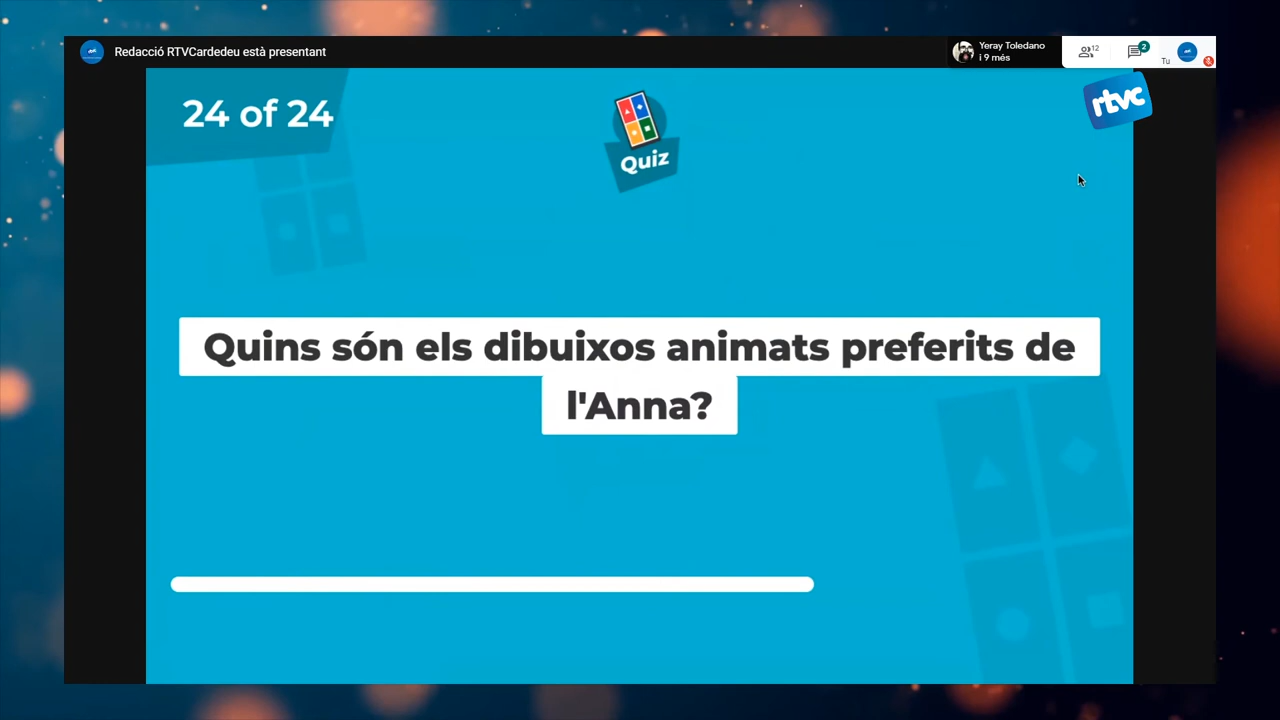 Redacció RTVCardedeu està presentant
Yeray Toledano
i 9 més
12
2
Tu
rtvc
24 of 24
Quiz
Quins són els dibuixos animats preferits de
l'Anna?